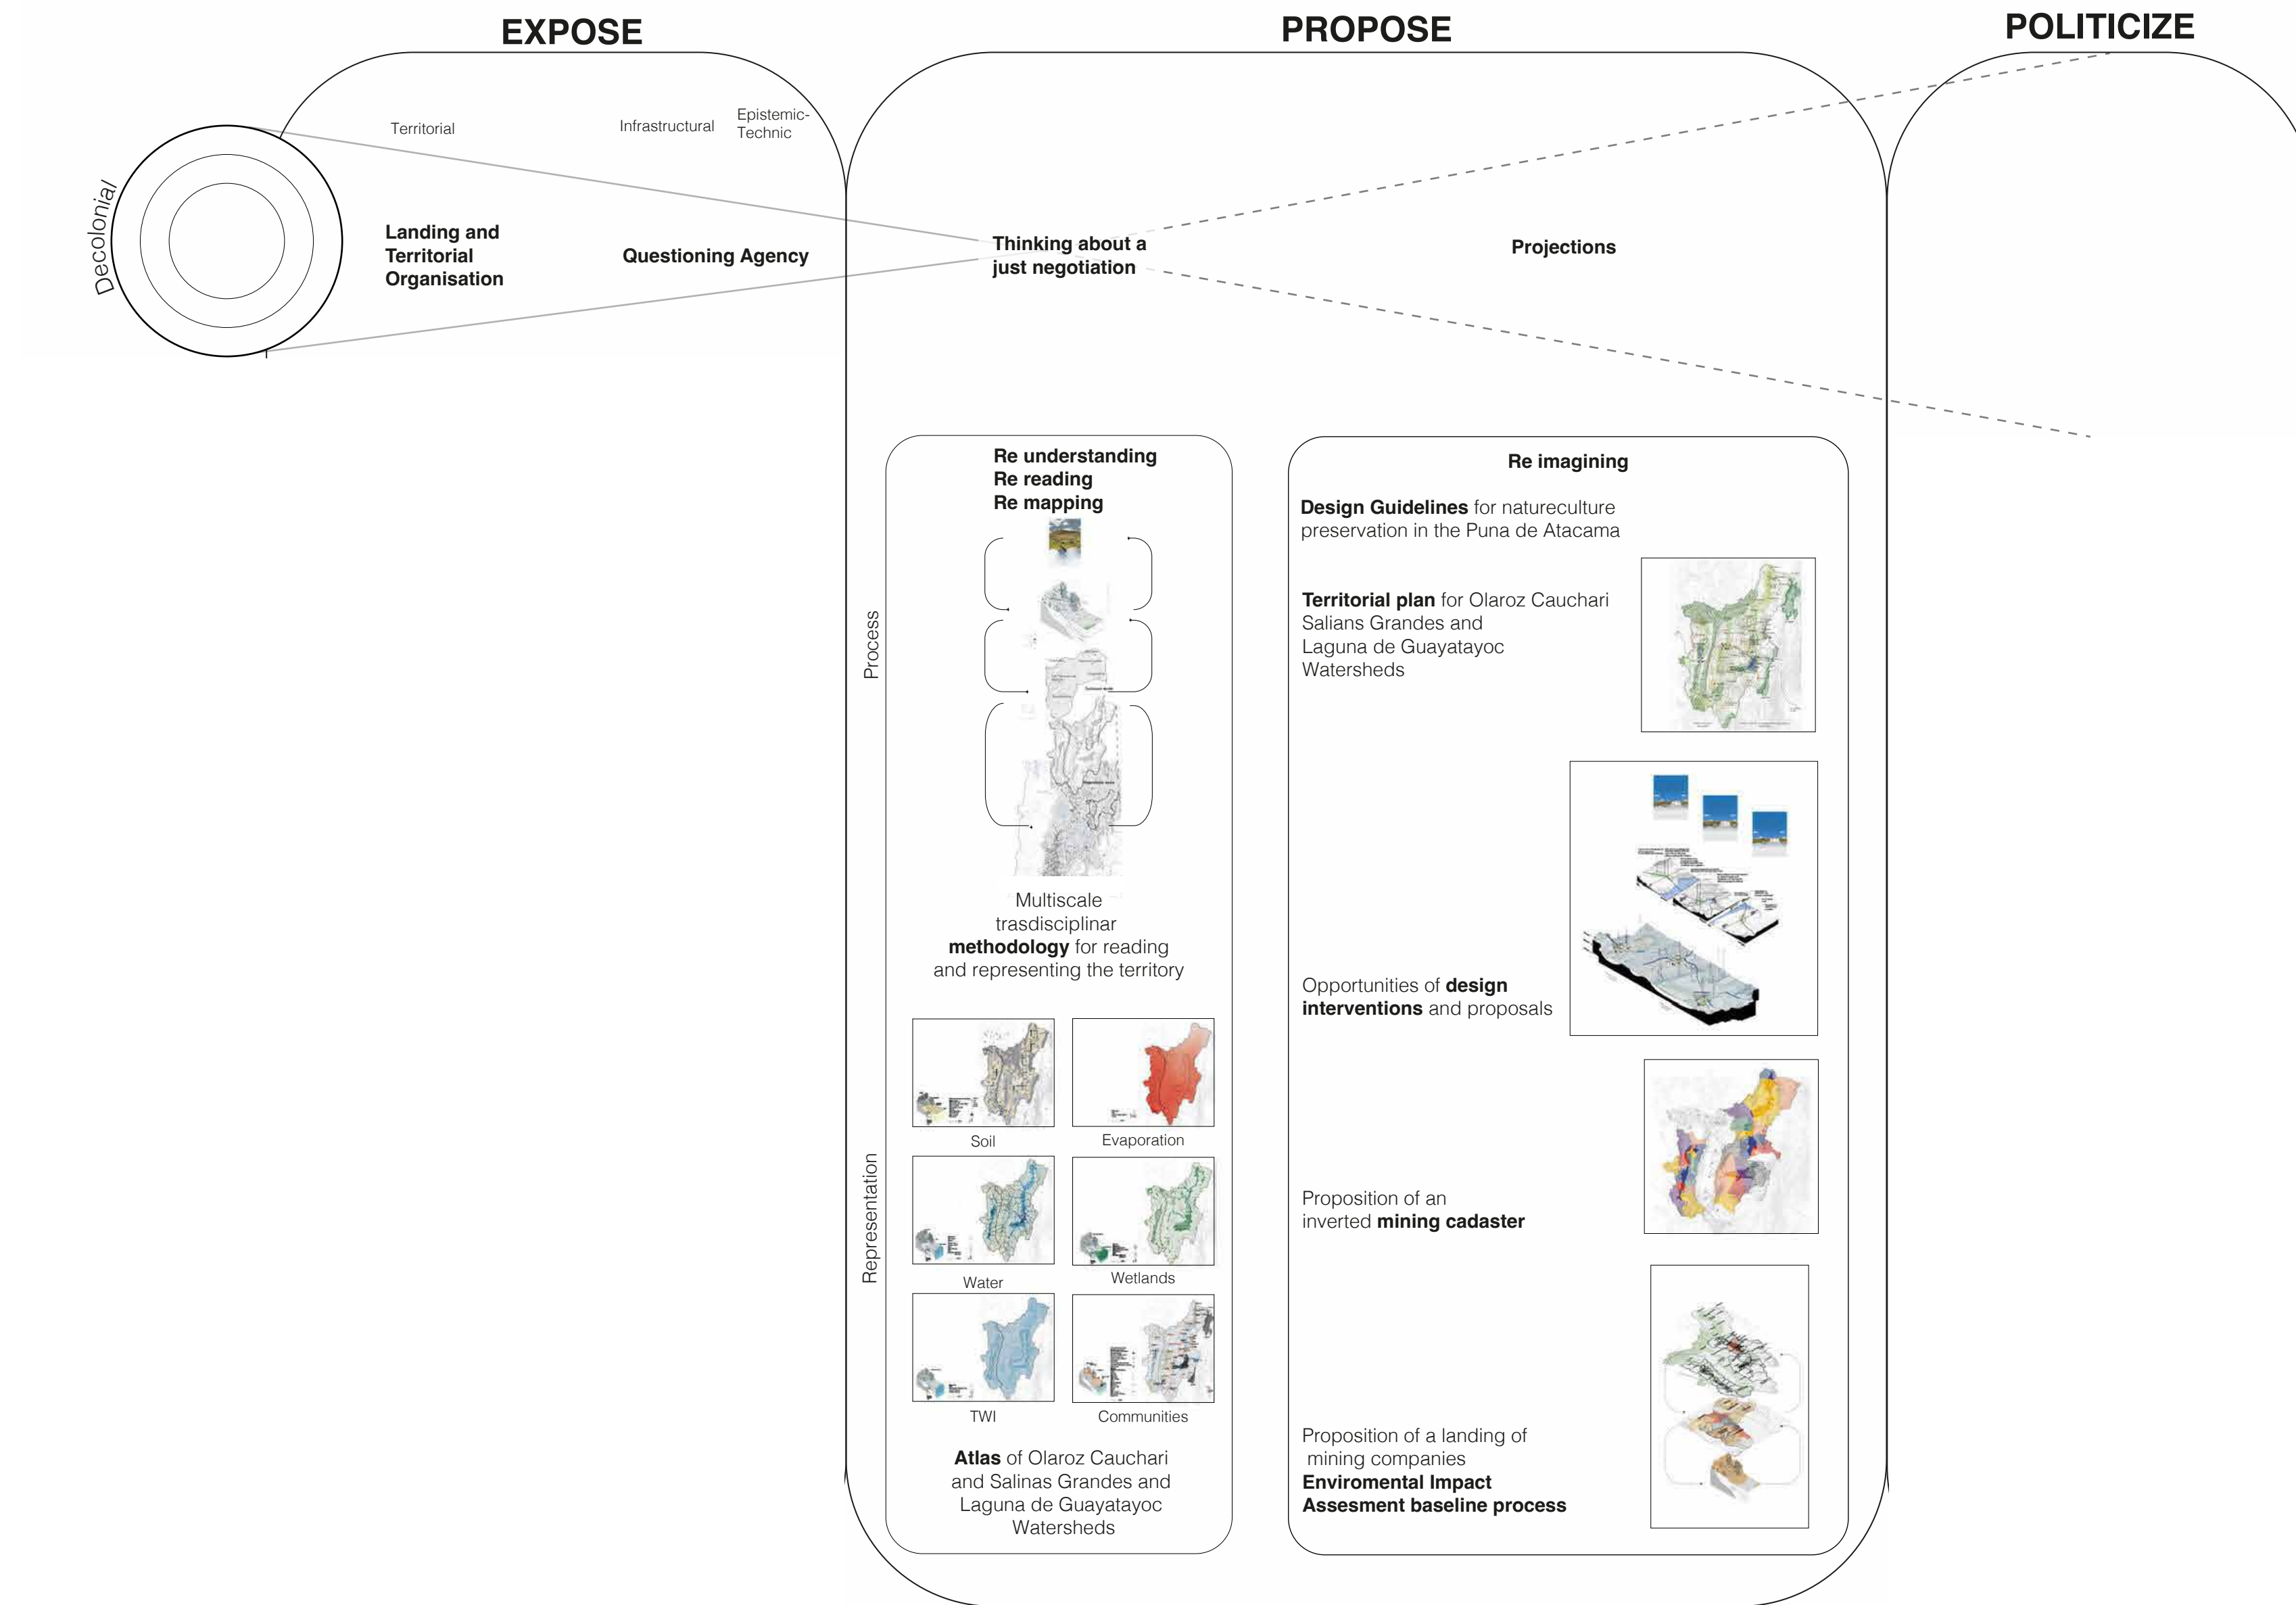 EXPOSE
PROPOSE
POLITICIZE
Decolonial
Territorial
Infrastructural
Epistemic-
Technic
Landing and
Territorial
Organisation
Questioning Agency
Thinking about a
just negotiation
Projections
Process
Re understanding
Re reading
Re mapping
Multiscale
trasdisciplinar
methodology for reading
and representing the territory
Representation
Soil
Evaporation
Water
Wetlands
TWI
Communities
Atlas of Olaroz Cauchari
and Salinas Grandes and
Laguna de Guayatayoc
Watersheds
Re imagining
Design Guidelines for natureculture
preservation in the Puna de Atacama
Territorial plan for Olaroz Cauchari
Salians Grandes and
Laguna de Guayatayoc
Watersheds
Opportunities of design
interventions and proposals
Proposition of an
inverted mining cadaster
Proposition of a landing of
mining companies
Enviromental Impact
Assesment baseline process